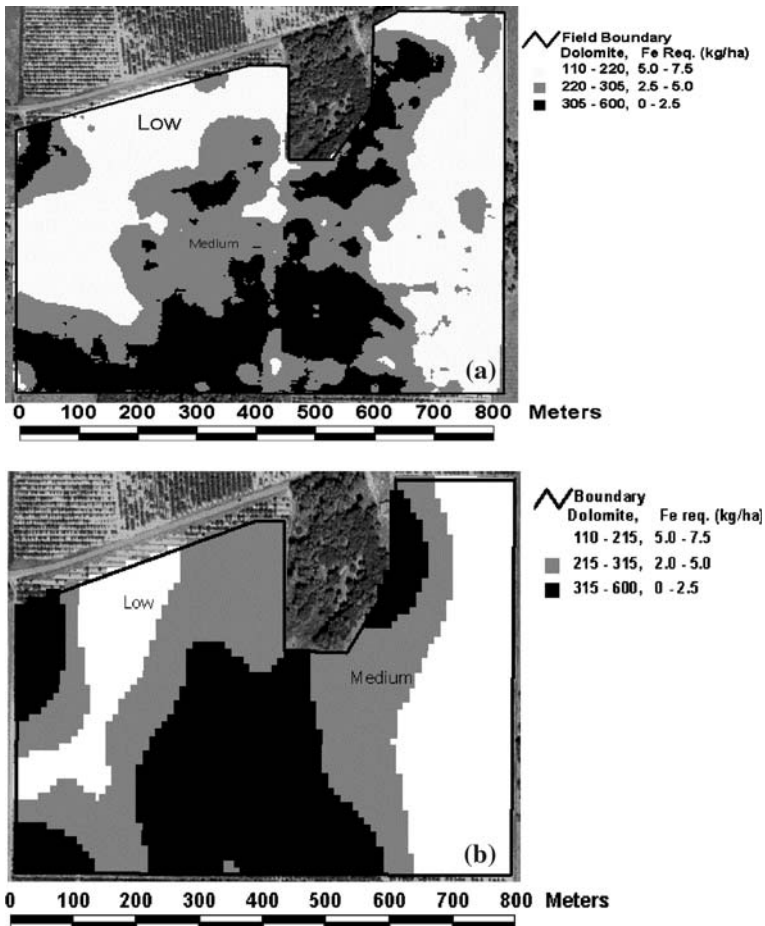 Field Boundary
Dolomite, Fe Req. (kg/ha)
110 - 220, 5.0 - 7.5
220 - 305, 2.5 - 5.0
305 - 600, 0 - 2.5
Low
Medium
(a)
0 100 200 300 400 500 600 700 800 Meters
Boundary
Dolomite, Fe req. (kg/ha)
110 - 215, 5.0 - 7.5
215 - 315, 2.0 - 5.0
315 - 600, 0 - 2.5
Low
Medium
(b)
0 100 200 300 400 500 600 700 800 Meters